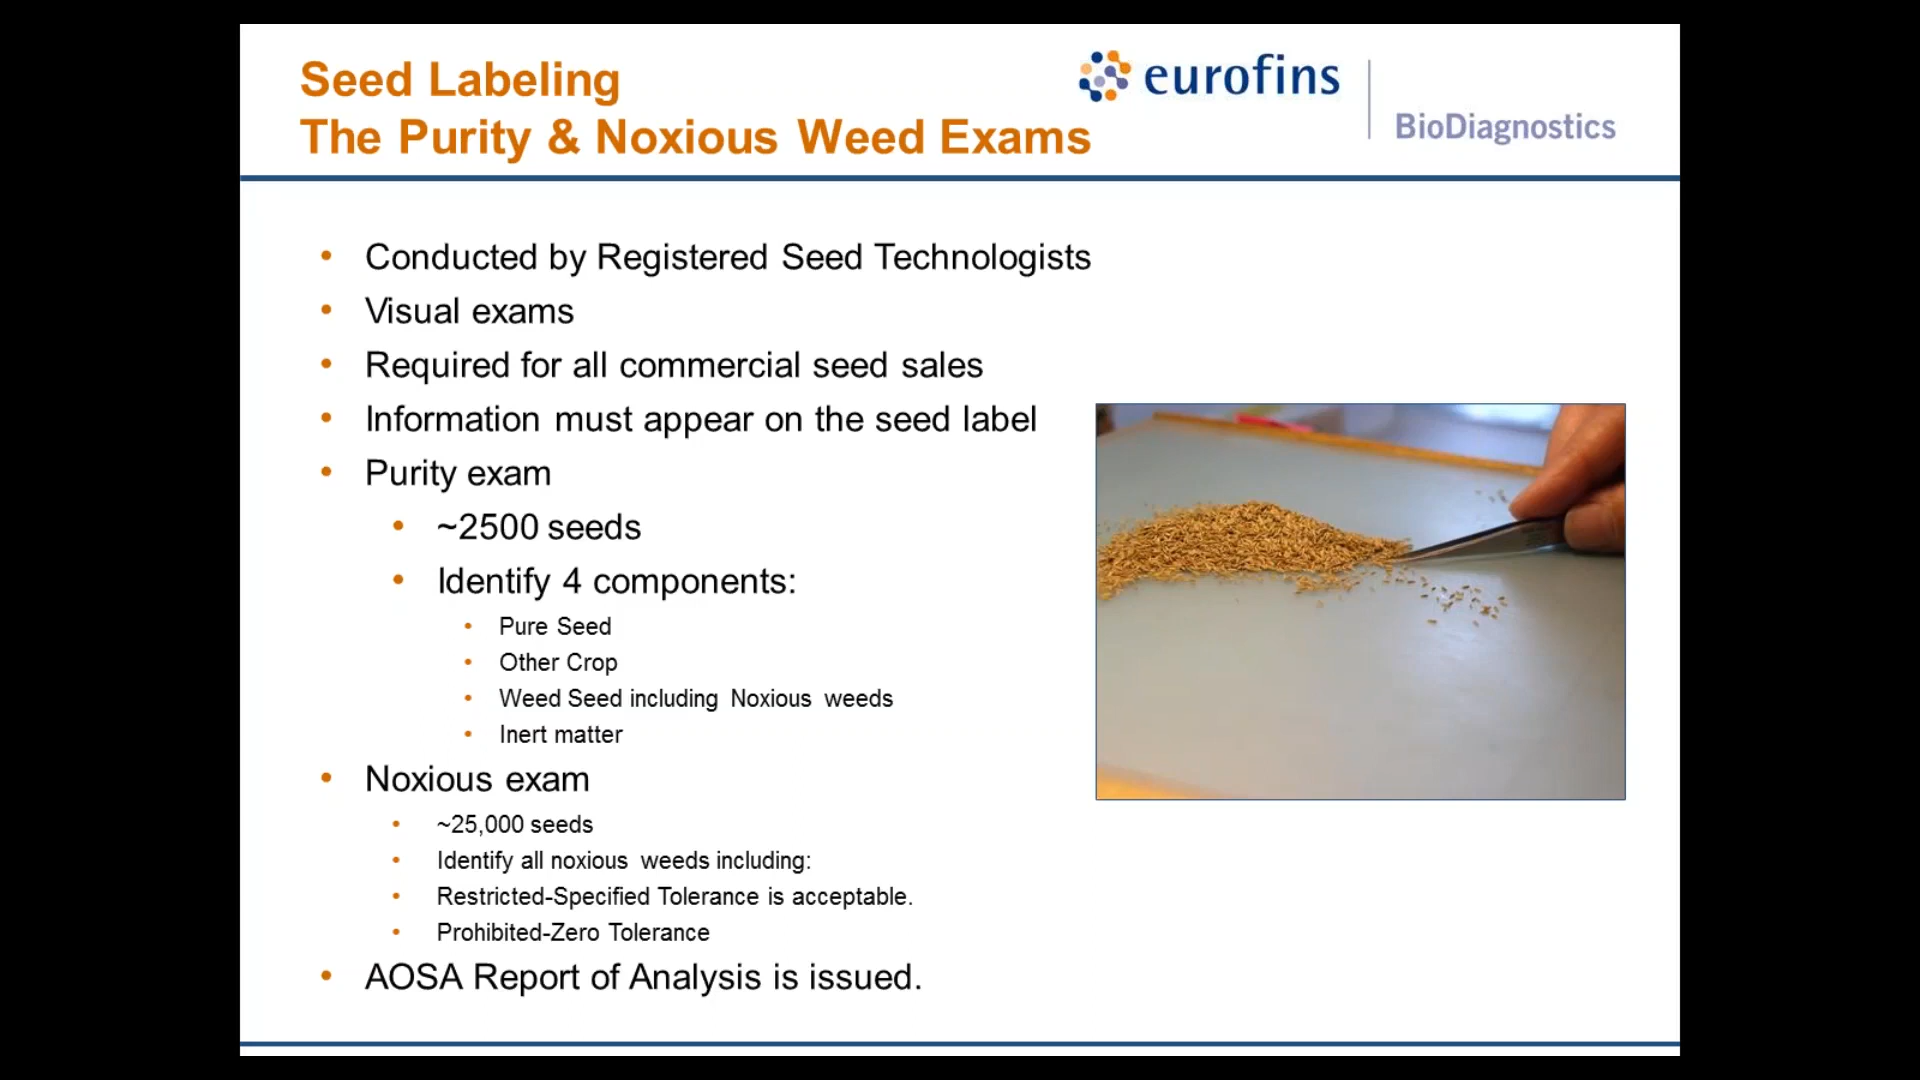 Seed Labeling
The Purity & Noxious Weed Exams
eurofins
BioDiagnostics
• Conducted by Registered Seed Technologists
• Visual exams
• Required for all commercial seed sales
• Information must appear on the seed label
• Purity exam
• ~2500 seeds
• Identify 4 components:
• Pure Seed
• Other Crop
• Weed Seed including Noxious weeds
• Inert matter
• Noxious exam
• ~25,000 seeds
• Identify all noxious weeds including:
• Restricted-Specified Tolerance is acceptable.
• Prohibited-Zero Tolerance
• AOSA Report of Analysis is issued.